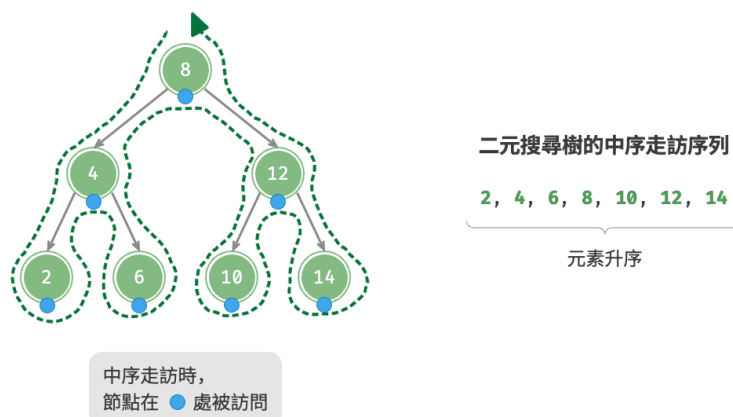 8
4
12
2
6
10
14
二元搜尋樹的中序走訪序列
2, 4, 6, 8, 10, 12, 14
元素升序
中序走訪時，
節點在 處被訪問